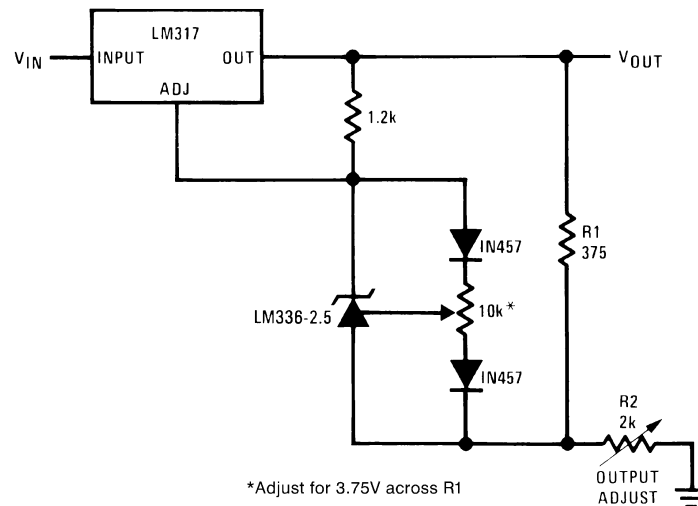 LM317
V_IN INPUT OUT V_OUT
ADJ
1.2k
R1
375
IN457
LM336-2.5
10k*
IN457
R2
2k
OUTPUT
ADJUST
*Adjust for 3.75V across R1